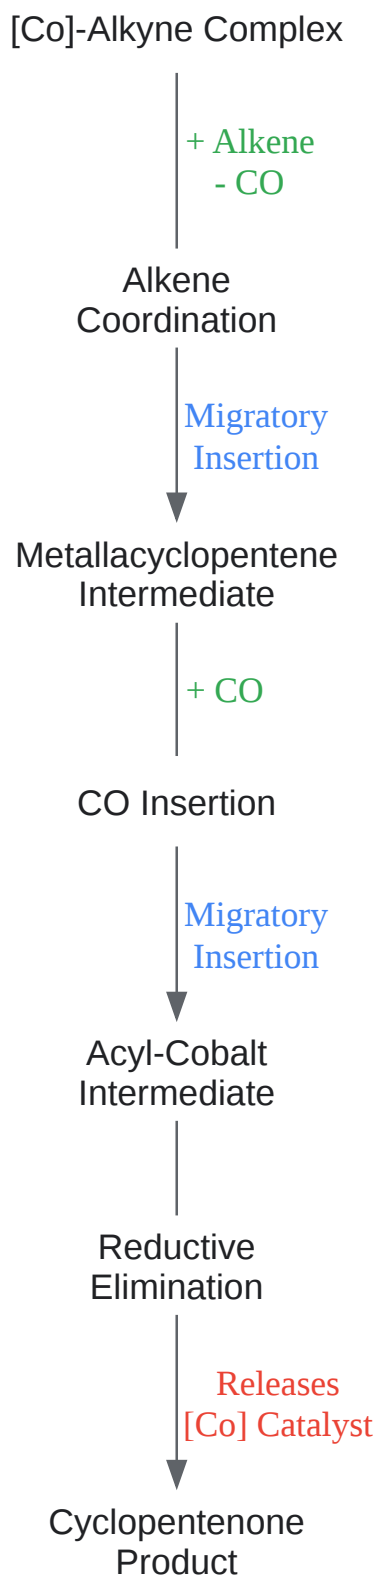 [Co]-Alkyne Complex
+ Alkene
- CO
Alkene
Coordination
Migratory
Insertion
Metallacyclopentene
Intermediate
+ CO
CO Insertion
Migratory
Insertion
Acyl-Cobalt
Intermediate
Reductive
Elimination
Releases
[Co] Catalyst
Cyclopentenone
Product